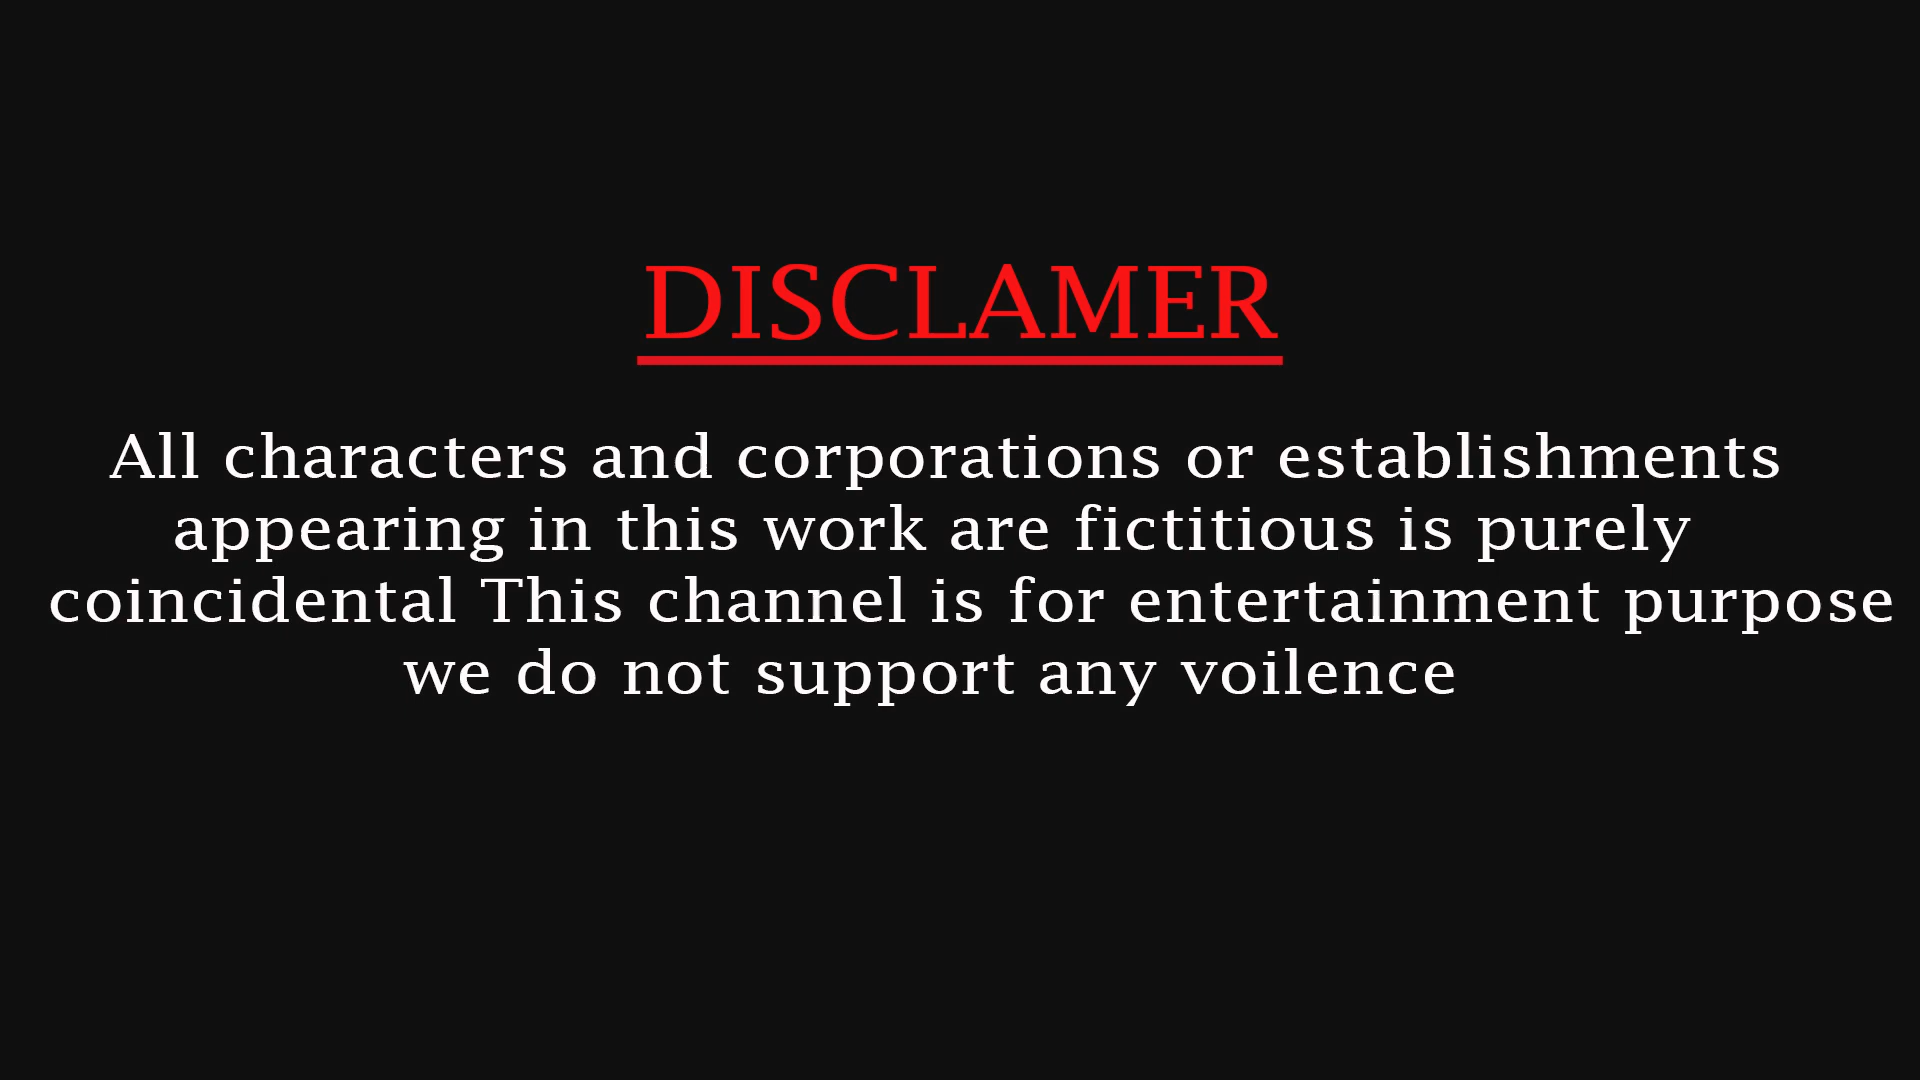 DISCLAMER
All characters and corporations or establishments
appearing in this work are fictitious is purely
coincidental This channel is for entertainment purpose
we do not support any voilence